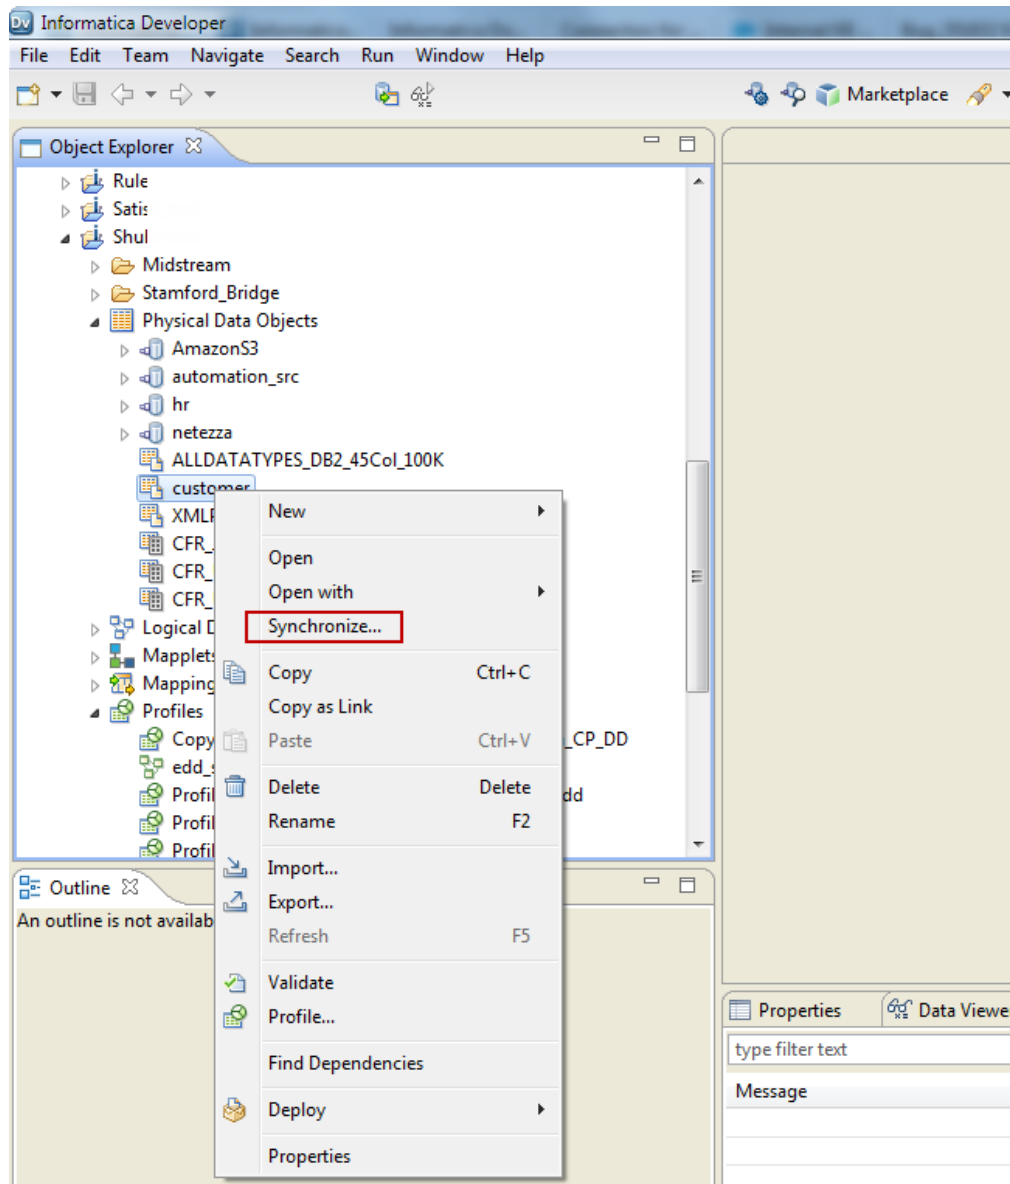 Informatica Developer
File Edit Team Navigate Search Run Window Help
Marketplace
Object Explorer
Rule
Satis
Shul
Midstream
Stamford_Bridge
Physical Data Objects
AmazonS3
automation_src
hr
netezza
ALLDATATYPES_DB2_45Col_100K
customer
XMLF
CFR_
CFR_
CFR_
Logical D
Mapplets
Mapping
Profiles
Copy _CP_DD
edd_s
Profil dd
Profil
Profil
New
Open
Open with
Synchronize...
Copy Ctrl+C
Copy as Link
Paste Ctrl+V
Delete Delete
Rename F2
Import...
Export...
Refresh F5
Validate
Profile...
Find Dependencies
Deploy
Properties
Outline
An outline is not availab
Properties Data Viewe
type filter text
Message